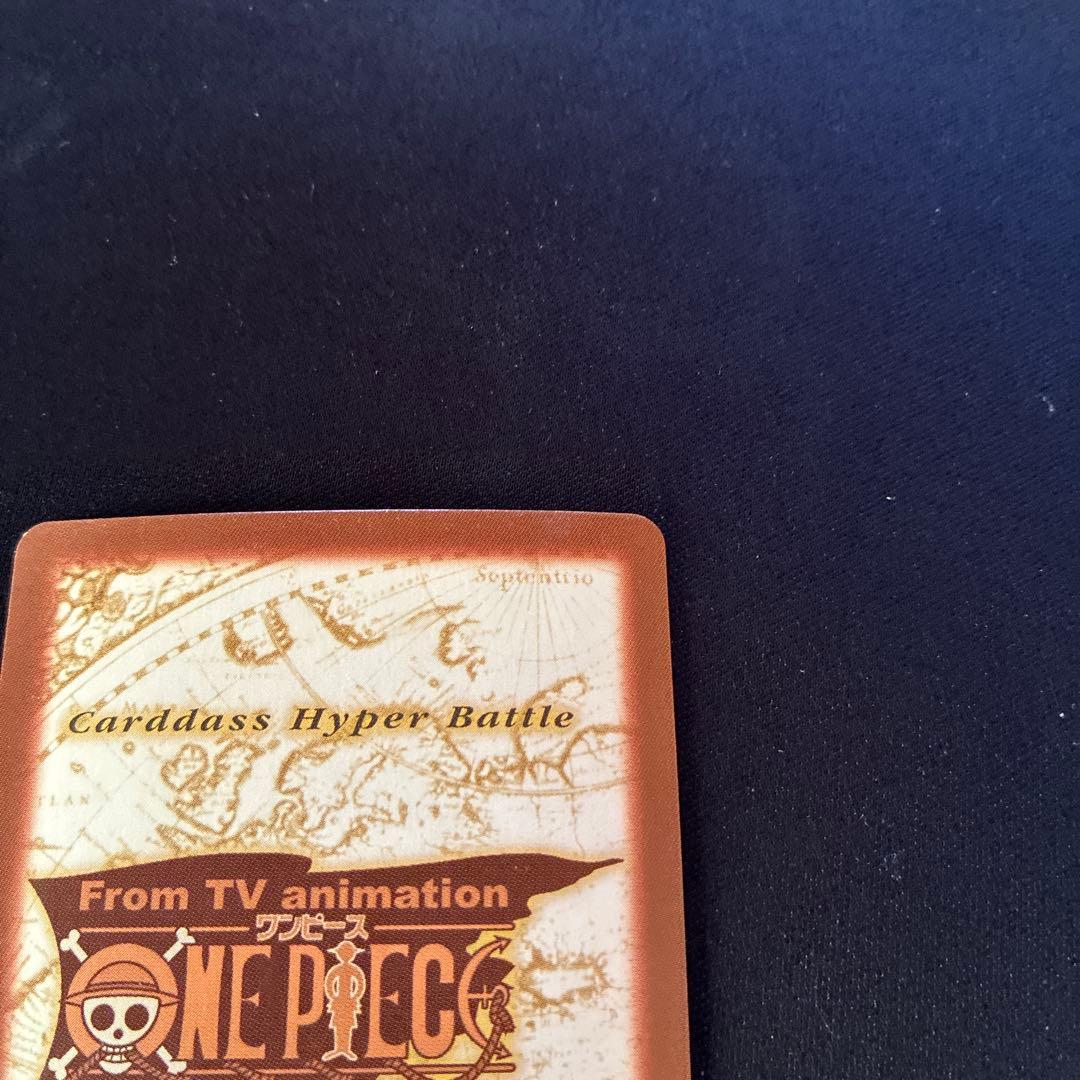 Septentrio
Carddass Hyper Battle
From TV animation
ワンピース
ONE PIECE